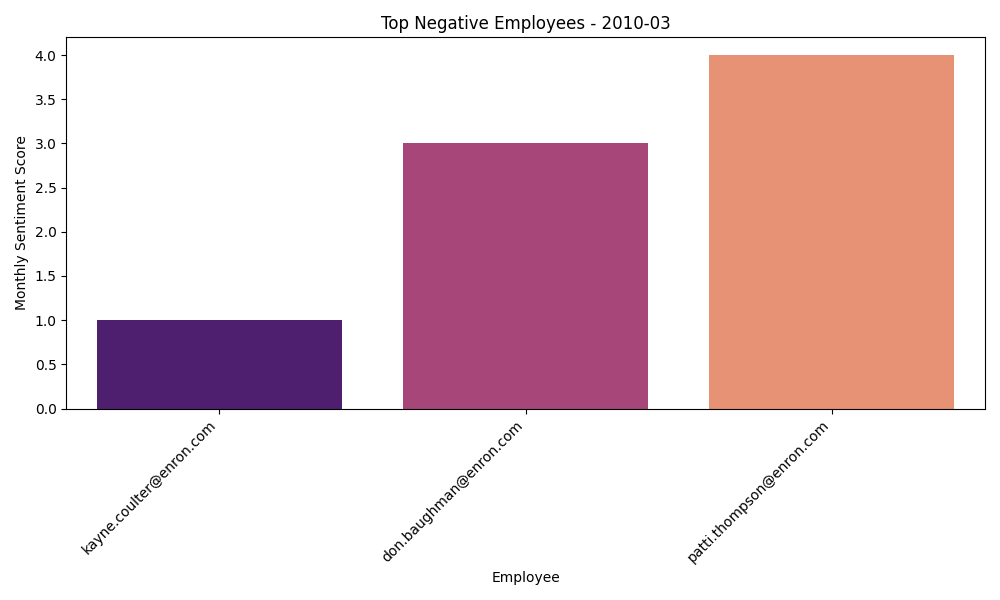 Top Negative Employees - 2010-03
Monthly Sentiment Score
4.0
3.5
3.0
2.5
2.0
1.5
1.0
0.5
0.0
kayne.coulter@enron.com
don.baughman@enron.com
patti.thompson@enron.com
Employee